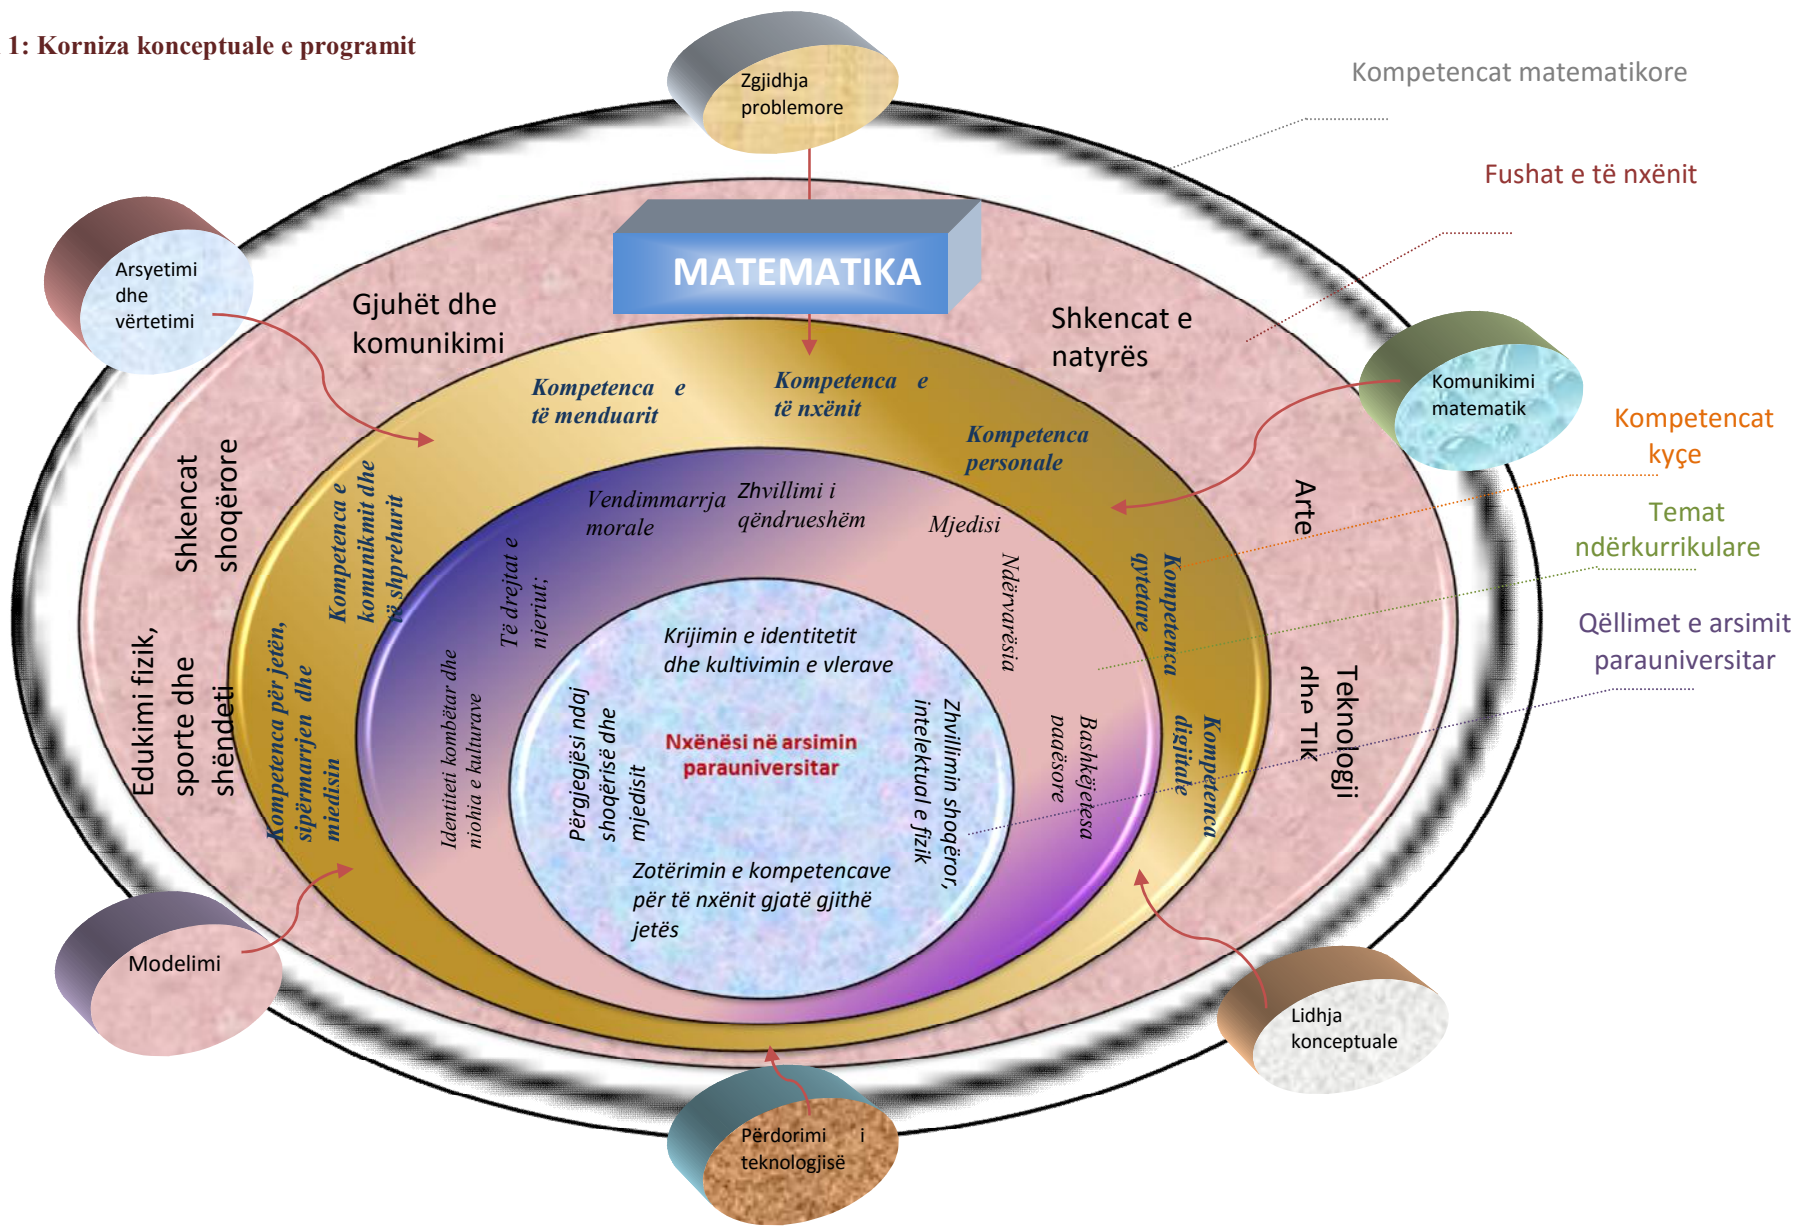 1: Korniza konceptuale e programit
Zgjidhja
problemore
Kompetencat matematikore
Fushat e të nxënit
Arsyetimi
dhe
vërtetimi
MATEMATIKA
Gjuhët dhe
komunikimi
Shkencat e
natyrës
Komunikimi
matematik
Kompetencat
kyçe
Temat
ndërkurrikulare
Qëllimet e arsimit
parauniversitar
Kompetenca e
të menduarit
Kompetenca e
të nxënit
Kompetenca
personale
Shkencat
shoqërore
Kompetenca e
komunikimit dhe
të shprehurit
Vendimmarrja
morale
Zhvillimi i
qëndrueshëm
Mjedisi
Arte
Të drejtat e
njeriut;
Ndërvarësia
Kompetenca
qytetare
Krijimin e identitetit
dhe kultivimin e vlerave
Edukimi fizik,
sporte dhe
shëndeti
Kompetenca për jetën,
sipërmarrjen dhe
mjedisin
Identiteti kombëtar dhe
njohja e kulturave
Përgjegjësi ndaj
shoqërisë dhe
mjedisit
Nxënësi në arsimin
parauniversitar
Zhvillimin shoqëror,
intelektual e fizik
Bashkëjetesa
paqësore
Kompetenca
digjitale
Teknologji
dhe TIK
Zotërimin e kompetencave
për të nxënit gjatë gjithë
jetës
Modelimi
Lidhja
konceptuale
Përdorimi i
teknologjisë